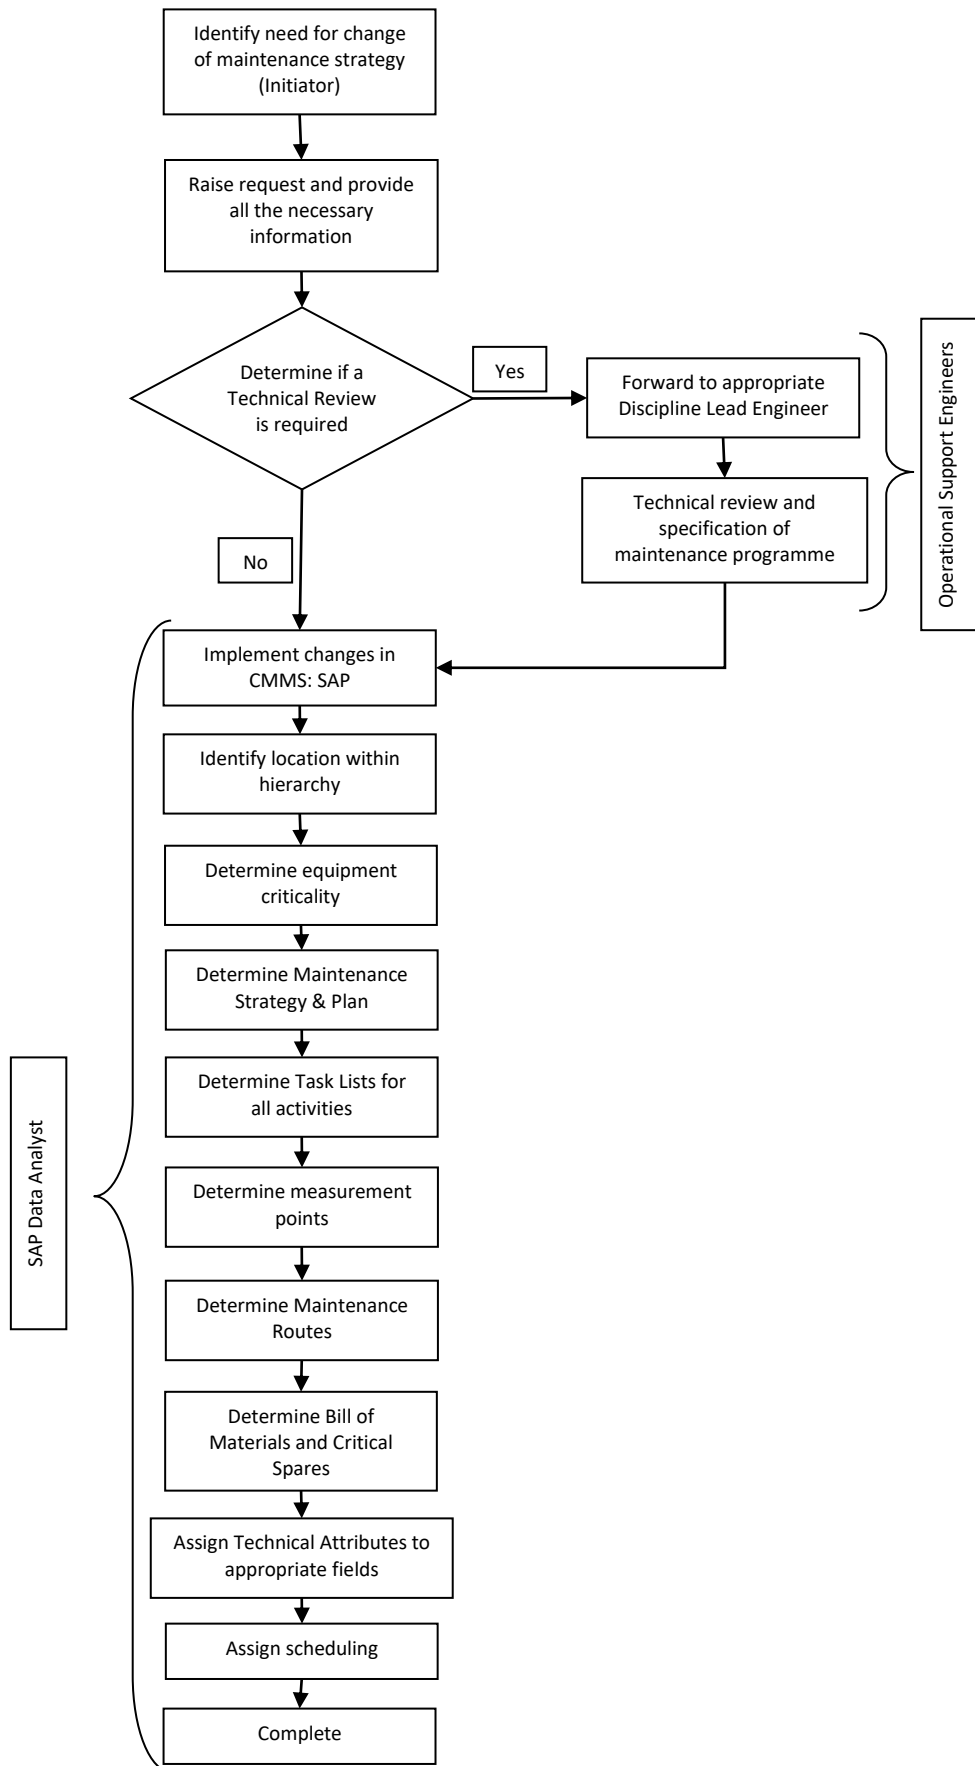 Identify need for change
of maintenance strategy
(Initiator)
Raise request and provide
all the necessary
information
Determine if a
Technical Review
is required
Yes
Forward to appropriate
Discipline Lead Engineer
Technical review and
specification of
maintenance programme
Operational Support Engineers
No
Implement changes in
CMMS: SAP
Identify location within
hierarchy
Determine equipment
criticality
Determine Maintenance
Strategy & Plan
Determine Task Lists for
all activities
Determine measurement
points
Determine Maintenance
Routes
Determine Bill of
Materials and Critical
Spares
Assign Technical Attributes to
appropriate fields
Assign scheduling
Complete
SAP Data Analyst